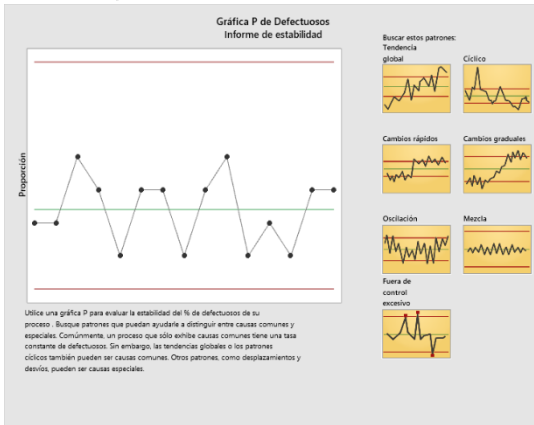 Gráfica P de Defectuosos
Informe de estabilidad
Proporción
Utilice una gráfica P para evaluar la estabilidad del % de defectuosos de su
proceso . Busque patrones que puedan ayudarle a distinguir entre causas comunes y
especiales. Comúnmente, un proceso que sólo exhibe causas comunes tiene una tasa
constante de defectuosos. Sin embargo, las tendencias globales o los patrones
cíclicos también pueden ser causas comunes. Otros patrones, como desplazamientos y
desvíos, pueden ser causas especiales.
Buscar estos patrones:
Tendencia
global
Cíclico
Cambios rápidos
Cambios graduales
Oscilación
Mezcla
Fuera de
control
excesivo